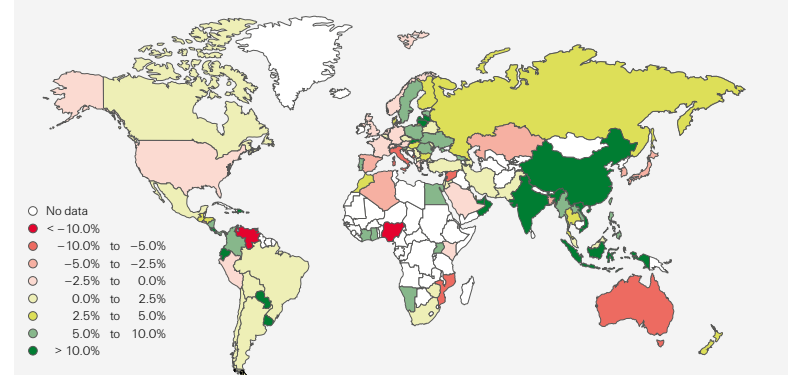 No data
< −10.0%
−10.0% to −5.0%
−5.0% to −2.5%
−2.5% to 0.0%
0.0% to 2.5%
2.5% to 5.0%
5.0% to 10.0%
> 10.0%